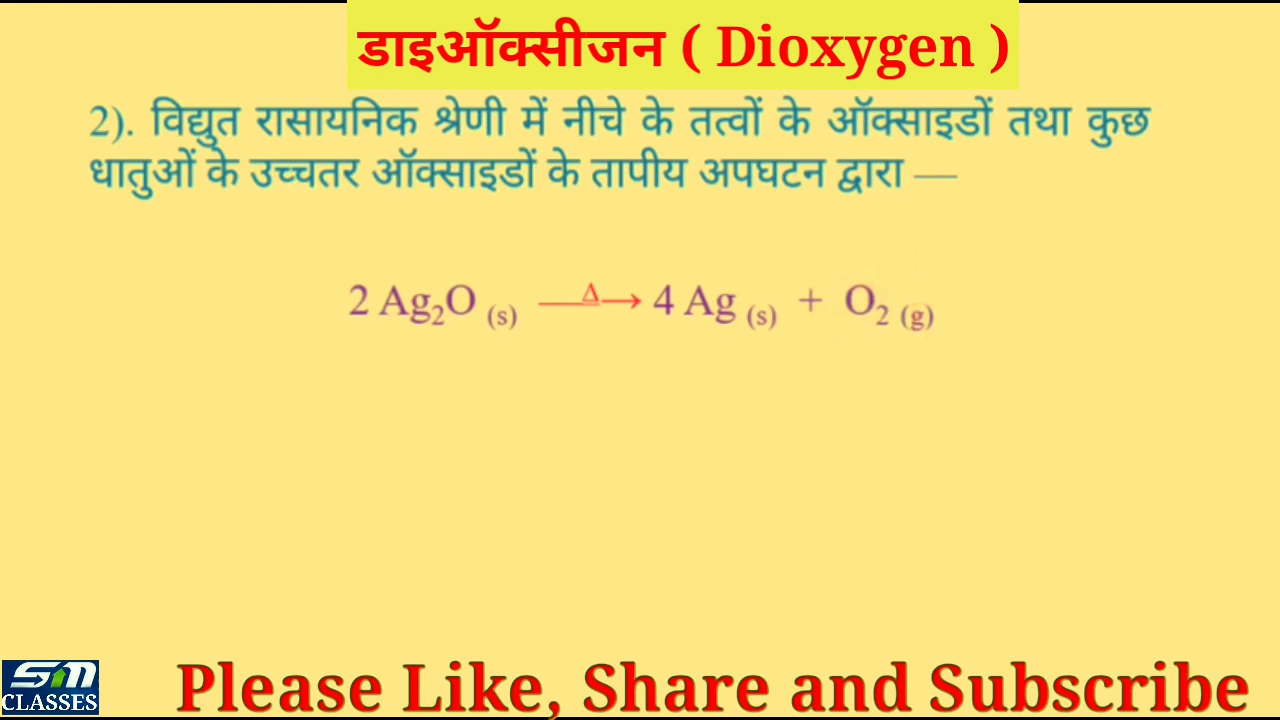 डाइऑक्सीजन ( Dioxygen )
2). विद्युत रासायनिक श्रेणी में नीचे के तत्वों के ऑक्साइडों तथा कुछ
धातुओं के उच्चतर ऑक्साइडों के तापीय अपघटन द्वारा —
2 Ag₂O (s) —Δ→ 4 Ag (s) + O₂ (g)
SM
CLASSES
Please Like, Share and Subscribe